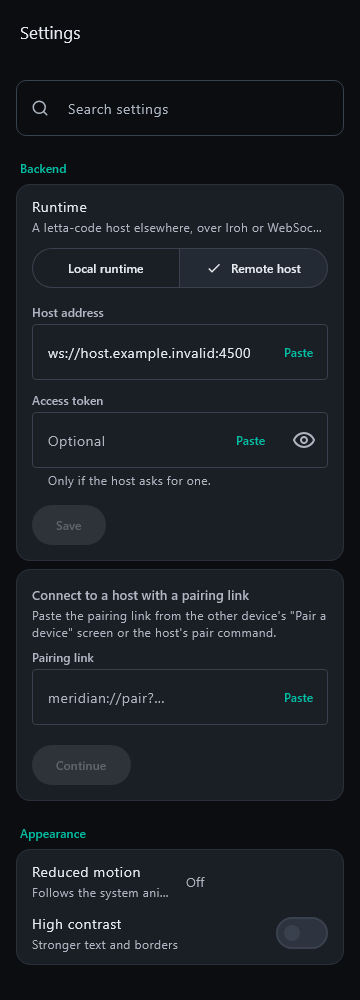 Settings
Search settings
Backend
Runtime
A letta-code host elsewhere, over Iroh or WebSoc...
Local runtime
Remote host
Host address
ws://host.example.invalid:4500
Paste
Access token
Optional
Paste
Only if the host asks for one.
Save
Connect to a host with a pairing link
Paste the pairing link from the other device's "Pair a
device" screen or the host's pair command.
Pairing link
meridian://pair?...
Paste
Continue
Appearance
Reduced motion
Follows the system ani...
Off
High contrast
Stronger text and borders